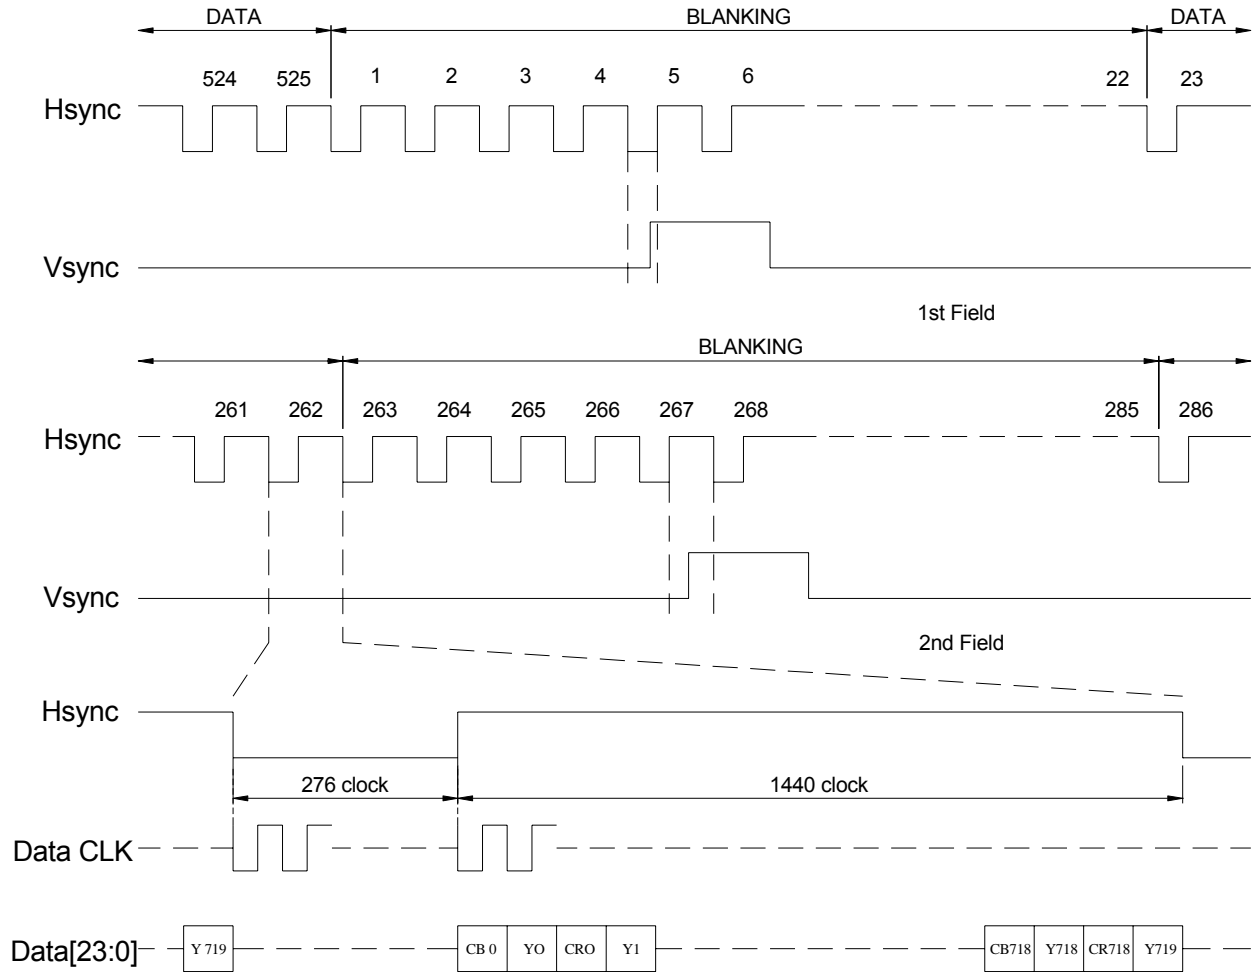 DATA BLANKING DATA
524 525 1 2 3 4 5 6 22 23
Hsync
Vsync
1st Field
BLANKING
261 262 263 264 265 266 267 268 285 286
Hsync
Vsync
2nd Field
Hsync
276 clock 1440 clock
Data CLK
Data[23:0] Y 719 CB 0 YO CRO Y1 CB718 Y718 CR718 Y719